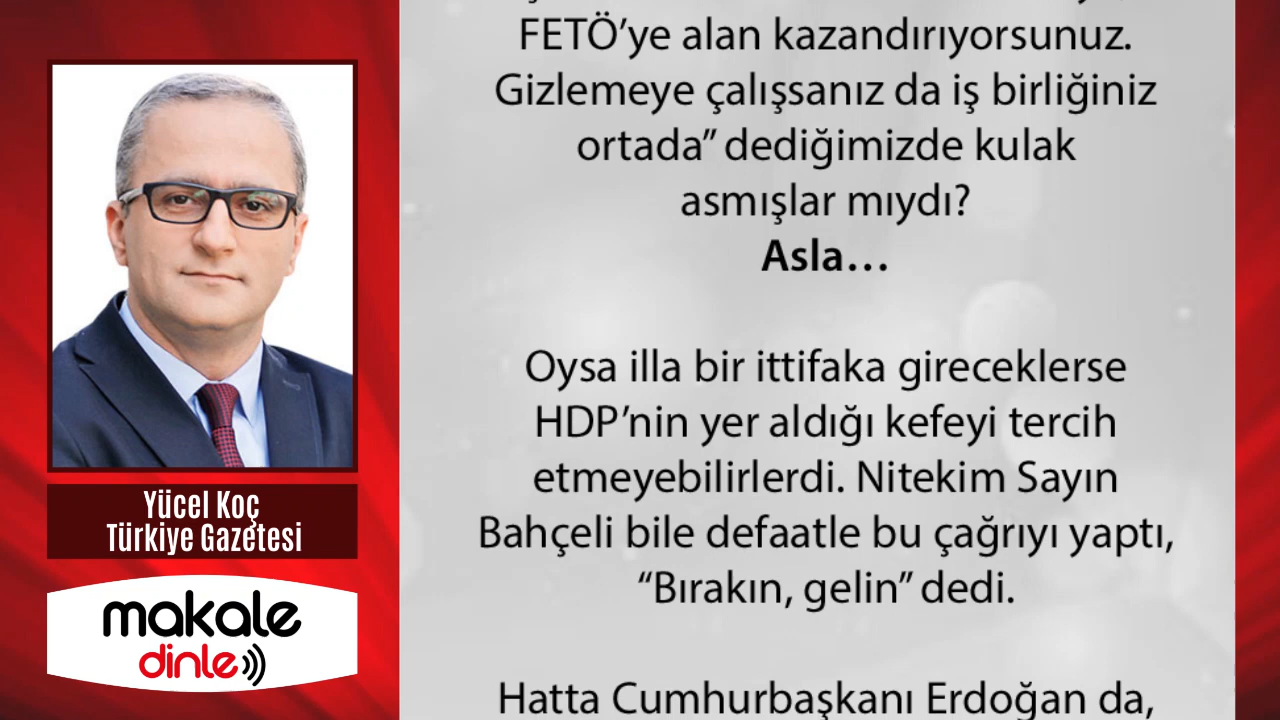 FETÖ’ye alan kazandırıyorsunuz.
Gizlemeye çalışsanız da iş birliğiniz
ortada” dediğimizde kulak
asmışlar mıydı?
Asla…
Oysa illa bir ittifaka gireceklerse
HDP’nin yer aldığı kefeyi tercih
etmeyebilirlerdi. Nitekim Sayın
Bahçeli bile defaatle bu çağrıyı yaptı,
“Bırakın, gelin” dedi.
Hatta Cumhurbaşkanı Erdoğan da,
Yücel Koç
Türkiye Gazetesi
makale
dinle